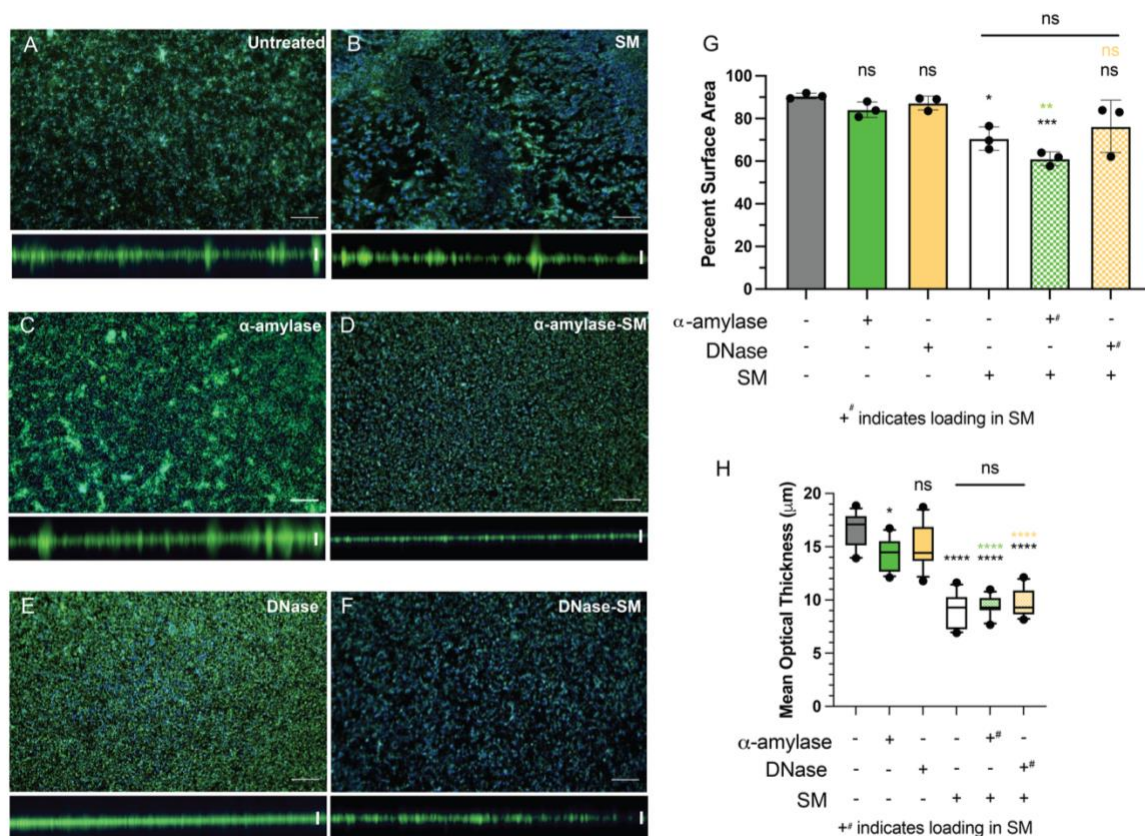 A Untreated
B SM
C α-amylase
D α-amylase-SM
E DNase
F DNase-SM
G
ns
ns
ns ns * ** *** ns
Percent Surface Area
100
80
60
40
20
0
α-amylase - + - - +# -
DNase - - + - - +#
SM - - - + + +
+# indicates loading in SM
H
ns
ns
* **** **** ****
**** ****
Mean Optical Thickness (μm)
20
15
10
5
0
α-amylase - + - - +# -
DNase - - + - - +#
SM - - - + + +
+# indicates loading in SM